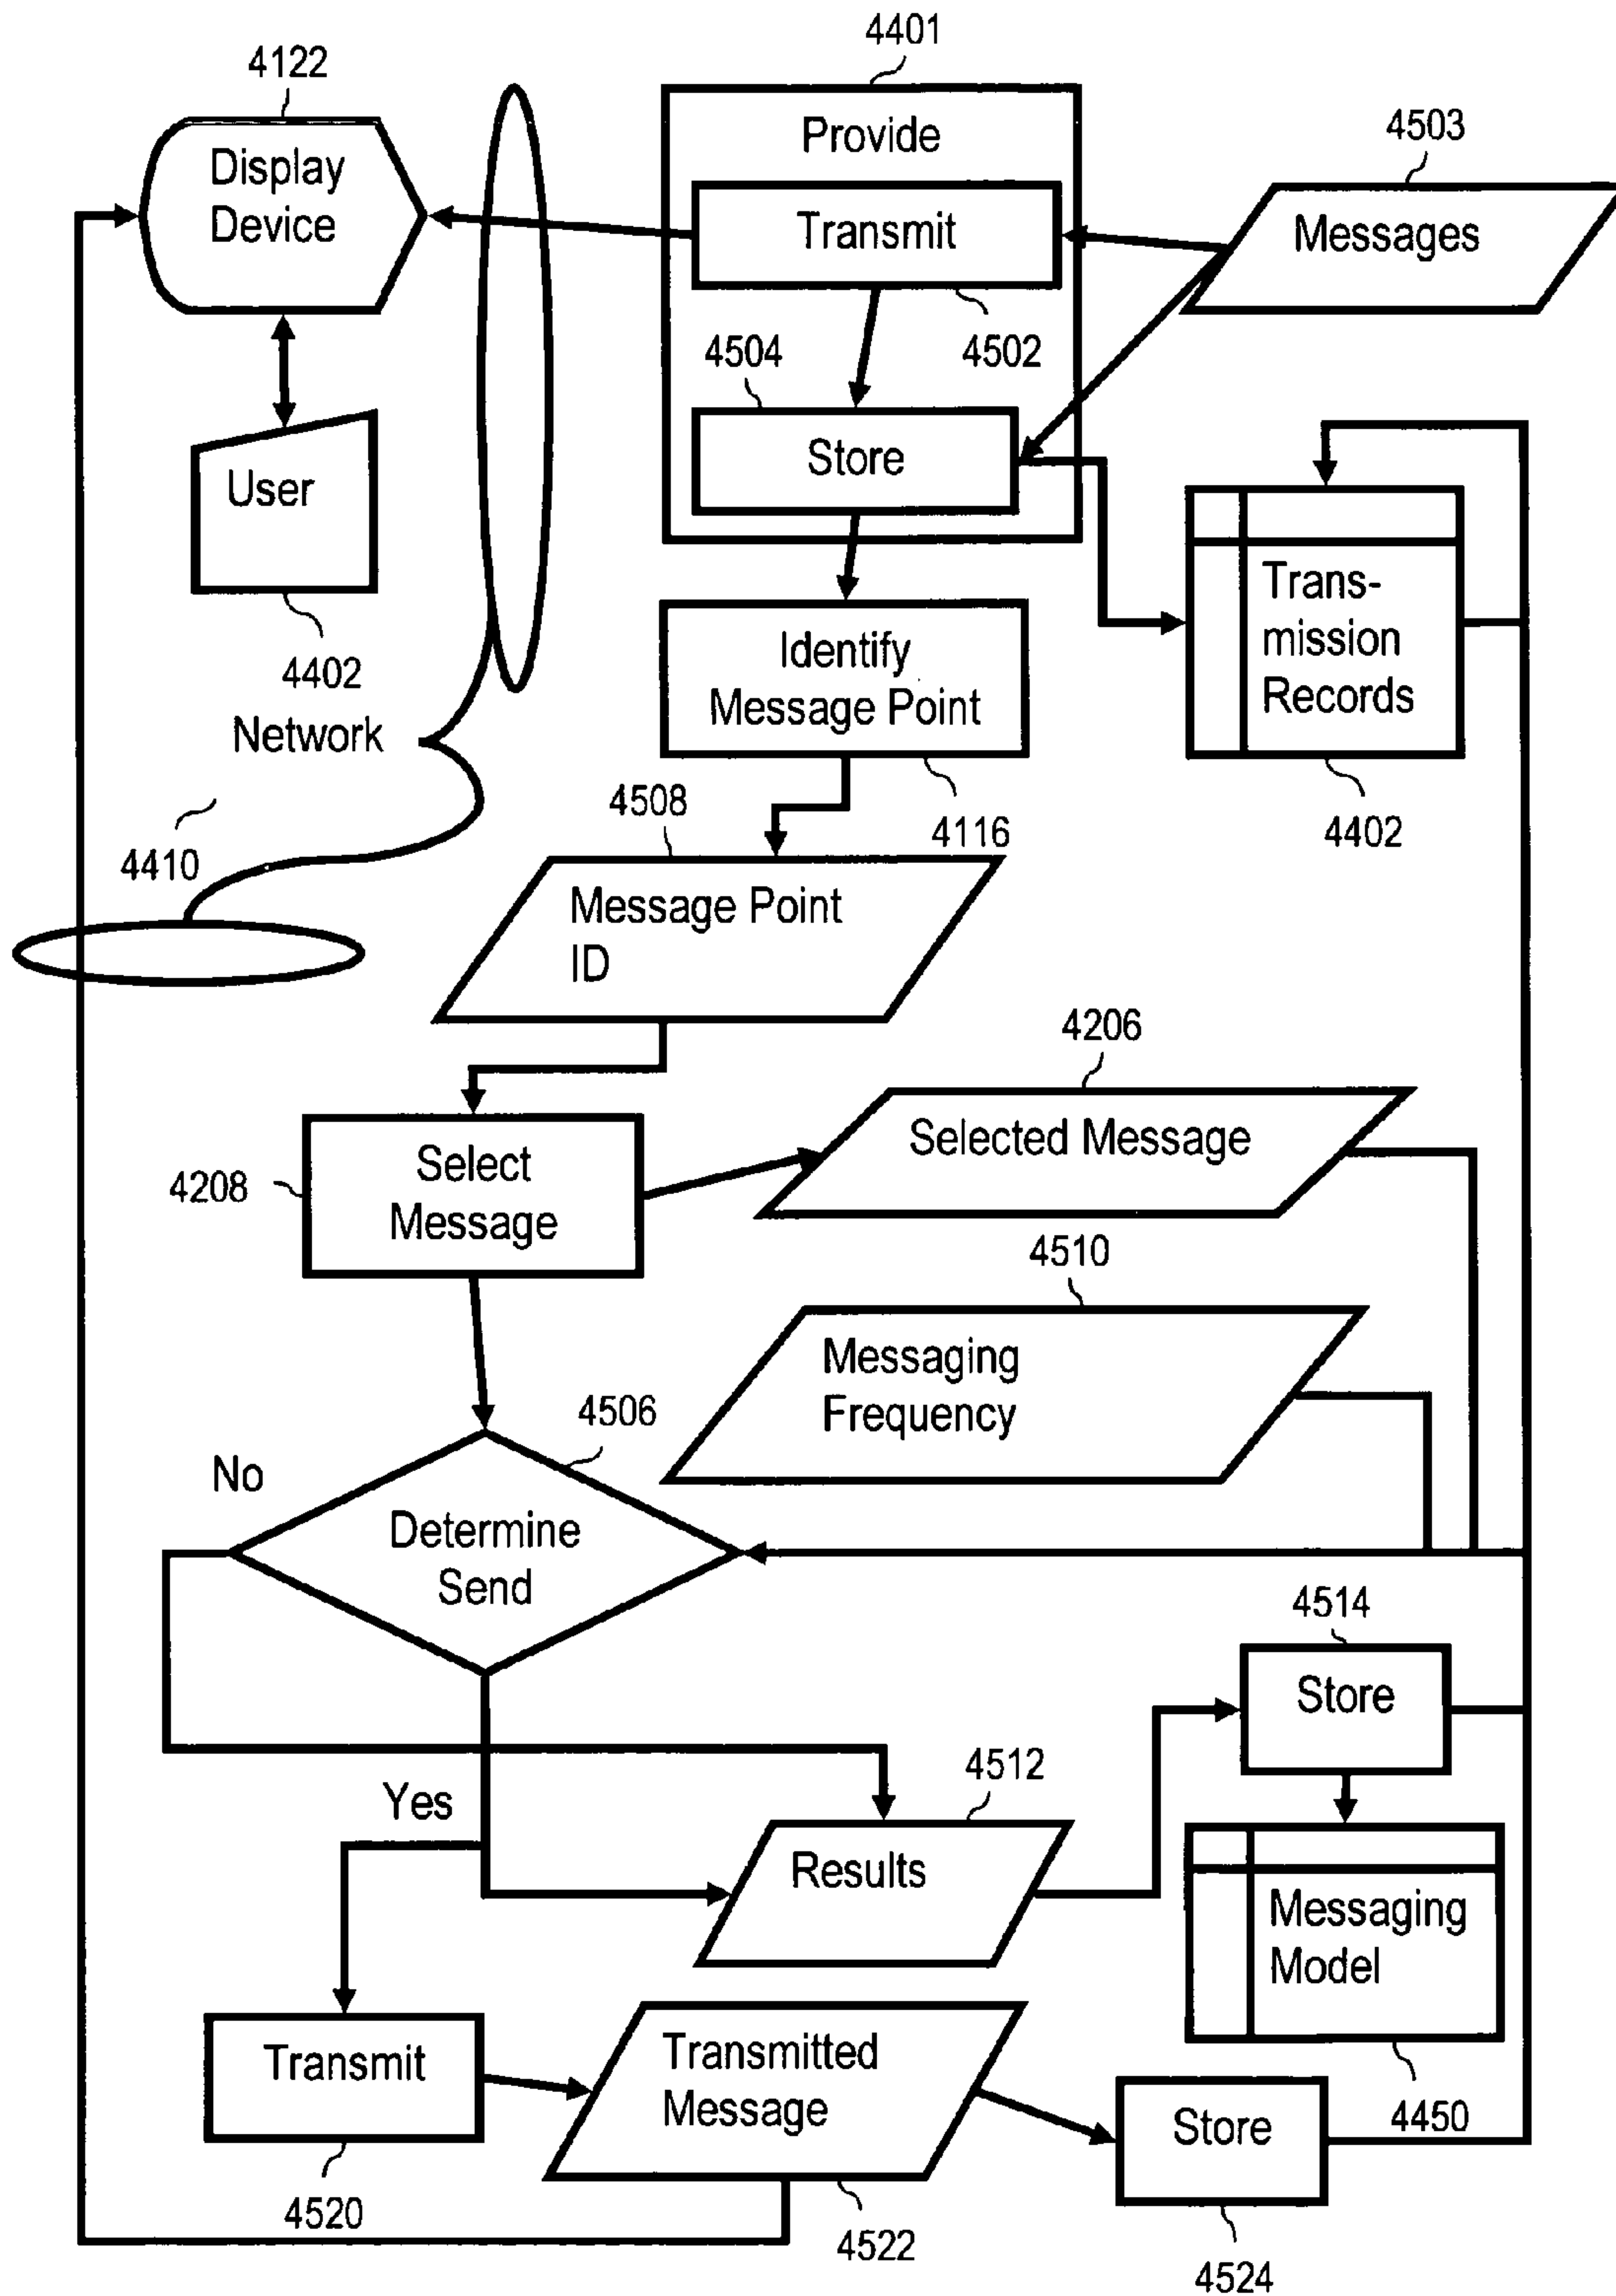 4401
4122
Provide
4503
Display
Device
Transmit
Messages
4504
4502
Store
User
Trans-
mission
Records
4402
Identify
Message Point
Network
4508
4116
4402
4410
Message Point
ID
4206
Selected Message
Select
Message
4208
4510
Messaging
Frequency
4506
No
Determine
Send
4514
Store
4512
Yes
Results
Messaging
Model
Transmit
Transmitted
Message
4450
Store
4520
4522
4524